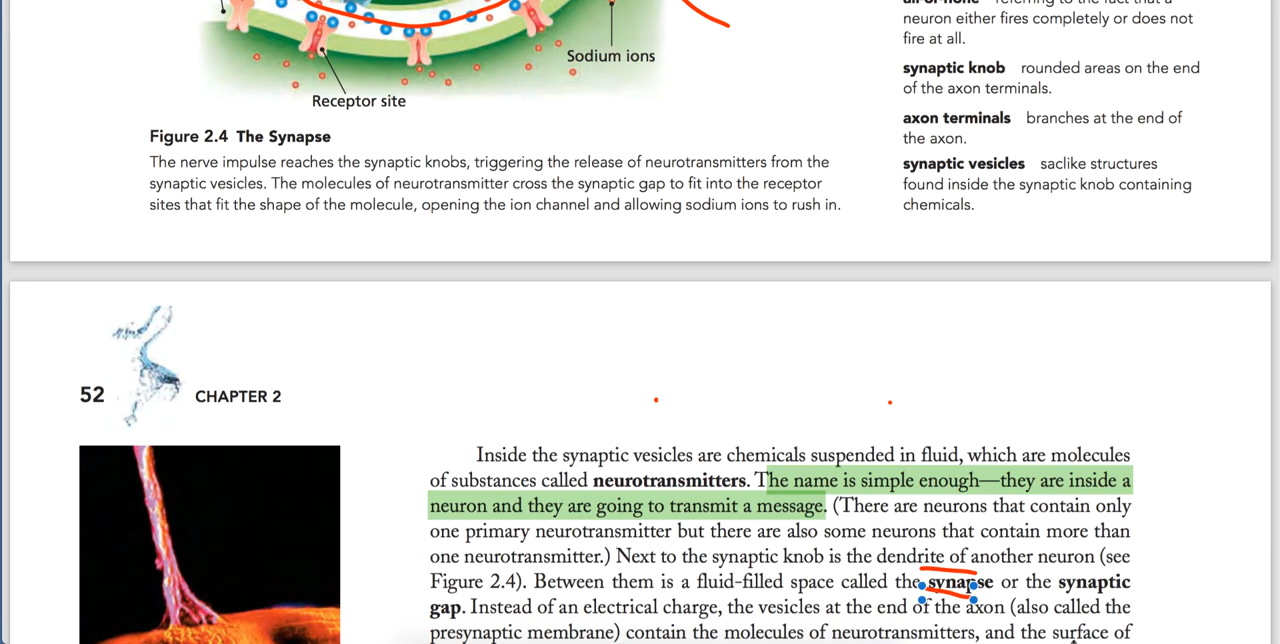 Sodium ions
Receptor site
Figure 2.4 The Synapse
The nerve impulse reaches the synaptic knobs, triggering the release of neurotransmitters from the
synaptic vesicles. The molecules of neurotransmitter cross the synaptic gap to fit into the receptor
sites that fit the shape of the molecule, opening the ion channel and allowing sodium ions to rush in.
all-or-none referring to the fact that a
neuron either fires completely or does not
fire at all.
synaptic knob rounded areas on the end
of the axon terminals.
axon terminals branches at the end of
the axon.
synaptic vesicles saclike structures
found inside the synaptic knob containing
chemicals.
52 CHAPTER 2
Inside the synaptic vesicles are chemicals suspended in fluid, which are molecules
of substances called neurotransmitters. The name is simple enough—they are inside a
neuron and they are going to transmit a message. (There are neurons that contain only
one primary neurotransmitter but there are also some neurons that contain more than
one neurotransmitter.) Next to the synaptic knob is the dendrite of another neuron (see
Figure 2.4). Between them is a fluid-filled space called the synapse or the synaptic
gap. Instead of an electrical charge, the vesicles at the end of the axon (also called the
presynaptic membrane) contain the molecules of neurotransmitters, and the surface of